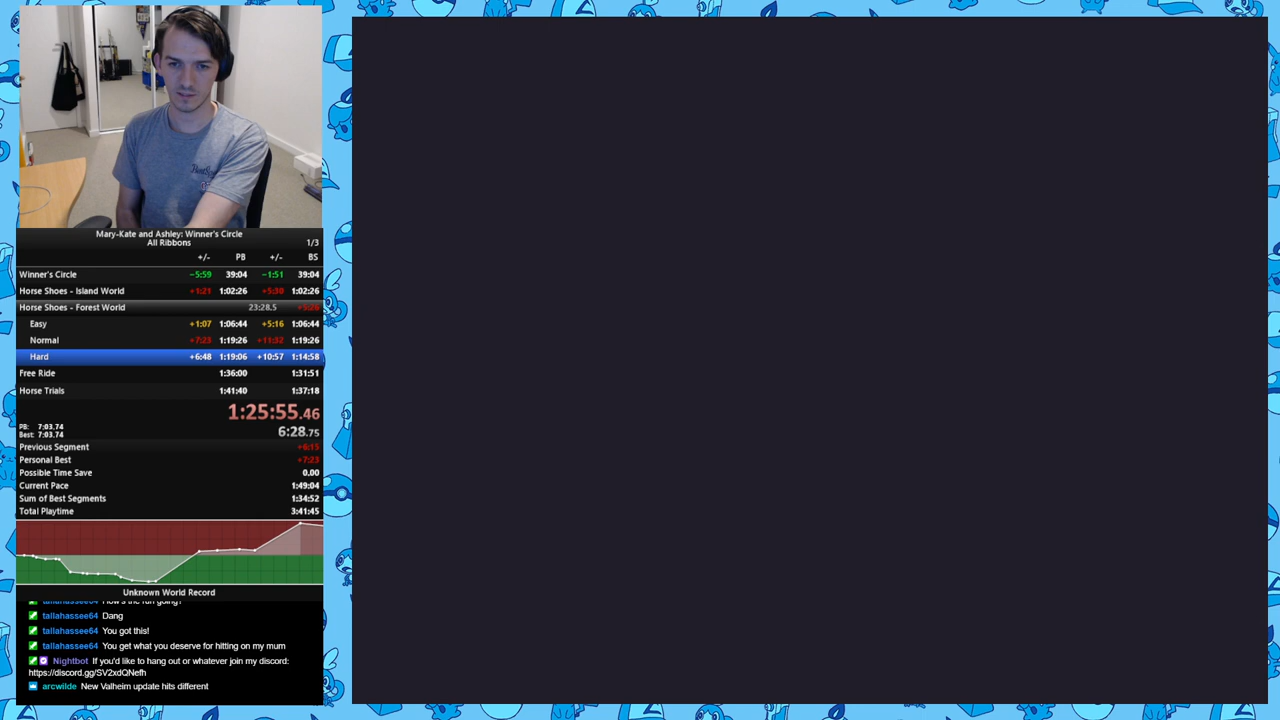 Mary-Kate and Ashley: Winner's Circle
All Ribbons 1/3
+/- PB +/- BS
Winner's Circle −5:59 39:04 −1:51 39:04
Horse Shoes - Island World +1:21 1:02:26 +5:30 1:02:26
Horse Shoes - Forest World 23:28.5
Easy +1:07 1:06:44 +5:16 1:06:44
Normal +7:23 1:19:26 +11:32 1:19:26
Hard +6:48 1:19:06 +10:57 1:14:58
Free Ride 1:36:00 1:31:51
Horse Trials 1:41:40 1:37:18
1:25:55.46
PB: 7:03.74
Best: 7:03.74
6:28.75
Previous Segment +6:15
Personal Best +7:23
Possible Time Save 0.00
Current Pace 1:49:04
Sum of Best Segments 1:34:52
Total Playtime 3:41:45
Unknown World Record
tallahassee64 How's the run going?
tallahassee64 Dang
tallahassee64 You got this!
tallahassee64 You get what you deserve for hitting on my mum
Nightbot If you'd like to hang out or whatever join my discord:
https://discord.gg/SV2xdQNefh
arcwilde New Valheim update hits different